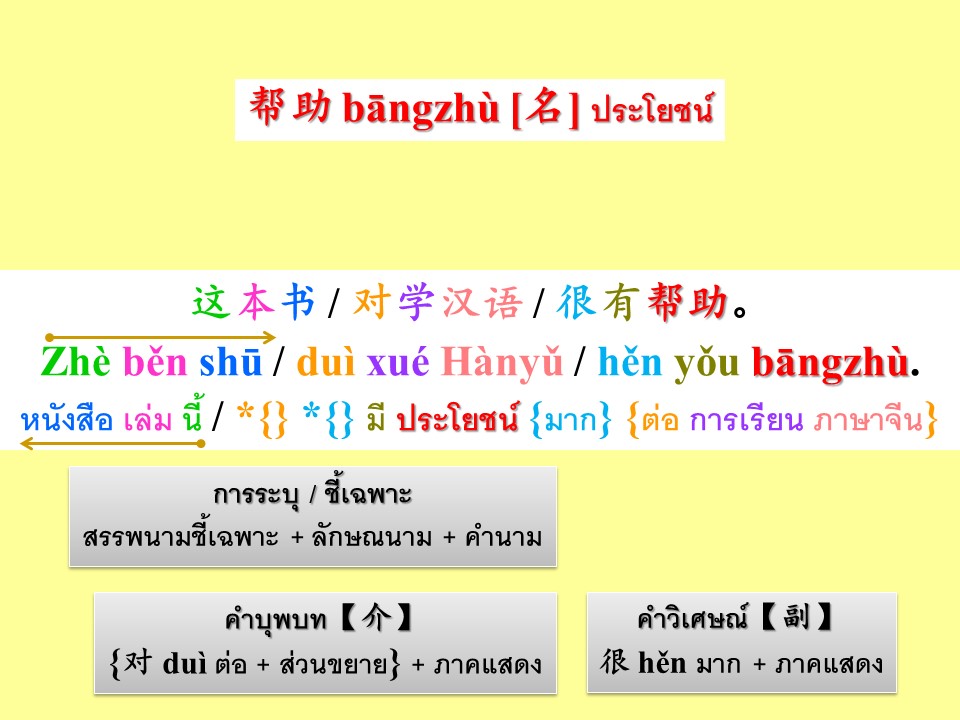 帮助 bāngzhù [名] ประโยชน์
这本书 / 对学汉语 / 很有帮助。
Zhè běn shū / duì xué Hànyǔ / hěn yǒu bāngzhù.
หนังสือ เล่ม นี้ / *{} *{} มี ประโยชน์ {มาก} {ต่อ การเรียน ภาษาจีน}
การระบุ / ชี้เฉพาะ
สรรพนามชี้เฉพาะ + ลักษณนาม + คำนาม
คำบุพบท【介】
{对 duì ต่อ + ส่วนขยาย} + ภาคแสดง
คำวิเศษณ์【副】
很 hěn มาก + ภาคแสดง